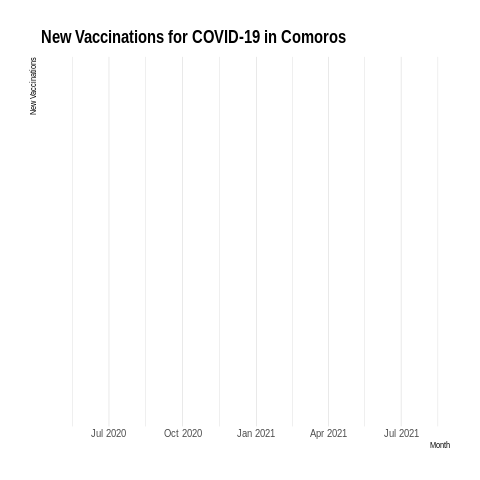 New Vaccinations for COVID-19 in Comoros
New Vaccinations
Jul 2020 Oct 2020 Jan 2021 Apr 2021 Jul 2021
Month